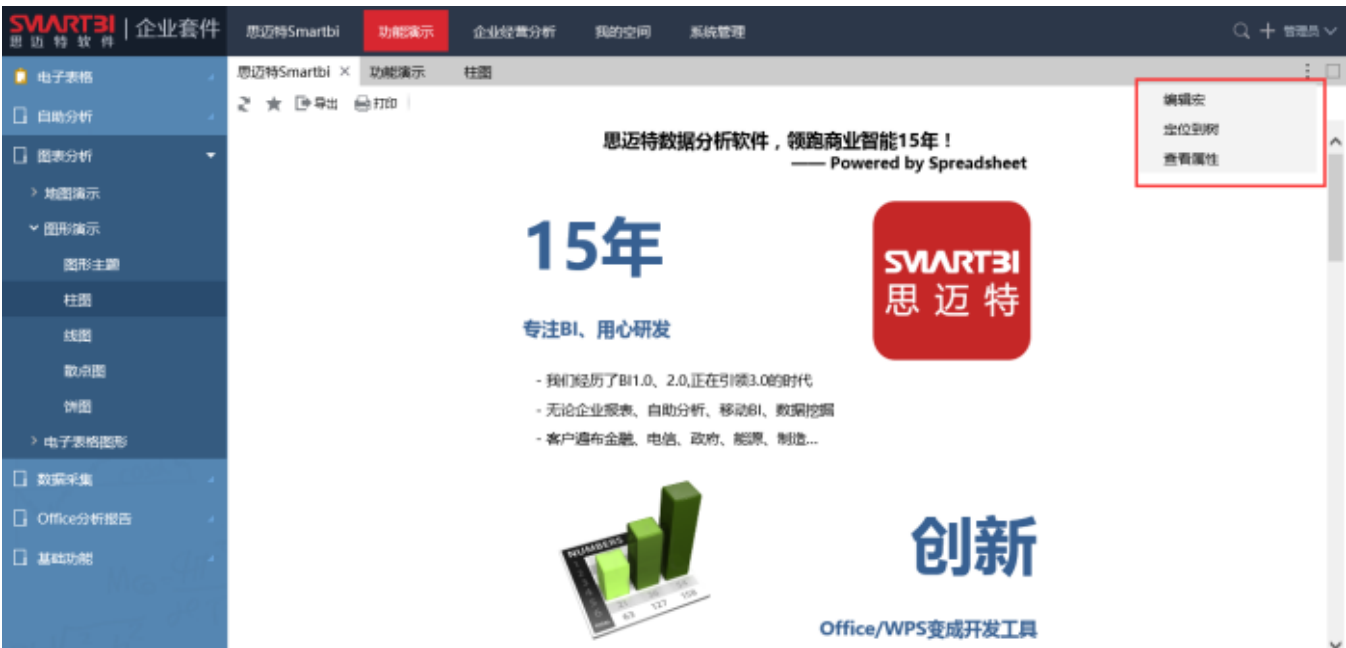 SMARTBI 企业套件
思迈特软件
思迈特Smartbi 功能演示 企业经营分析 我的空间 系统管理 管理员
电子表格
自助分析
图表分析
地图演示
图形演示
图形主题
柱图
线图
散点图
饼图
电子表格图形
数据采集
Office分析报告
基础功能
思迈特Smartbi × 功能演示 柱图
导出 打印
编辑宏
定位到树
查看属性
思迈特数据分析软件，领跑商业智能15年！
—— Powered by Spreadsheet
15年
专注BI、用心研发
SMARTBI
思迈特
- 我们经历了BI1.0、2.0,正在引领3.0的时代
- 无论企业报表、自助分析、移动BI、数据挖掘
- 客户遍布金融、电信、政府、能源、制造...
NUMBERS
63 127 158
创新
Office/WPS变成开发工具